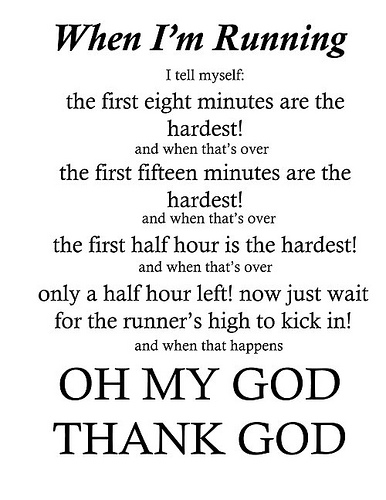 When I'm Running
I tell myself:
the first eight minutes are the
hardest!
and when that's over
the first fifteen minutes are the
hardest!
and when that's over
the first half hour is the hardest!
and when that's over
only a half hour left! now just wait
for the runner's high to kick in!
and when that happens
OH MY GOD
THANK GOD